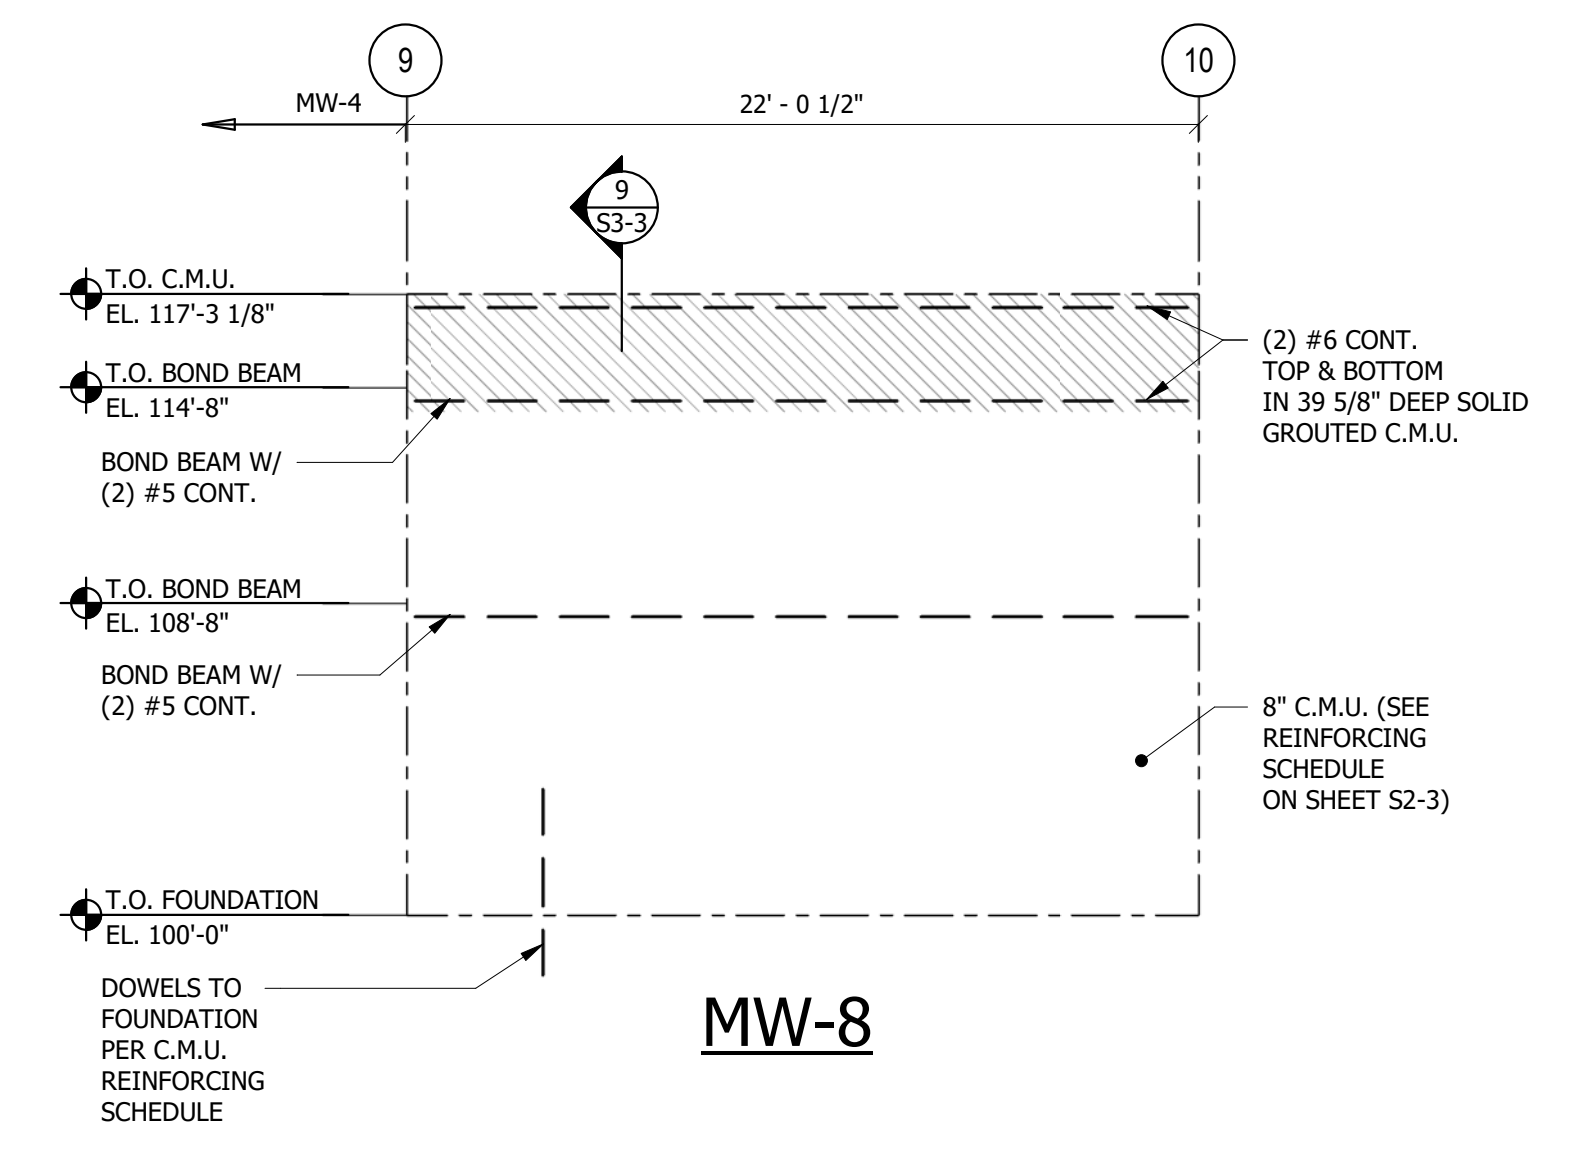 9
10
MW-4
22' - 0 1/2"
9
S3-3
T.O. C.M.U.
EL. 117'-3 1/8"
T.O. BOND BEAM
EL. 114'-8"
BOND BEAM W/
(2) #5 CONT.
(2) #6 CONT.
TOP & BOTTOM
IN 39 5/8" DEEP SOLID
GROUTED C.M.U.
T.O. BOND BEAM
EL. 108'-8"
BOND BEAM W/
(2) #5 CONT.
8" C.M.U. (SEE
REINFORCING
SCHEDULE
ON SHEET S2-3)
T.O. FOUNDATION
EL. 100'-0"
DOWELS TO
FOUNDATION
PER C.M.U.
REINFORCING
SCHEDULE
MW-8